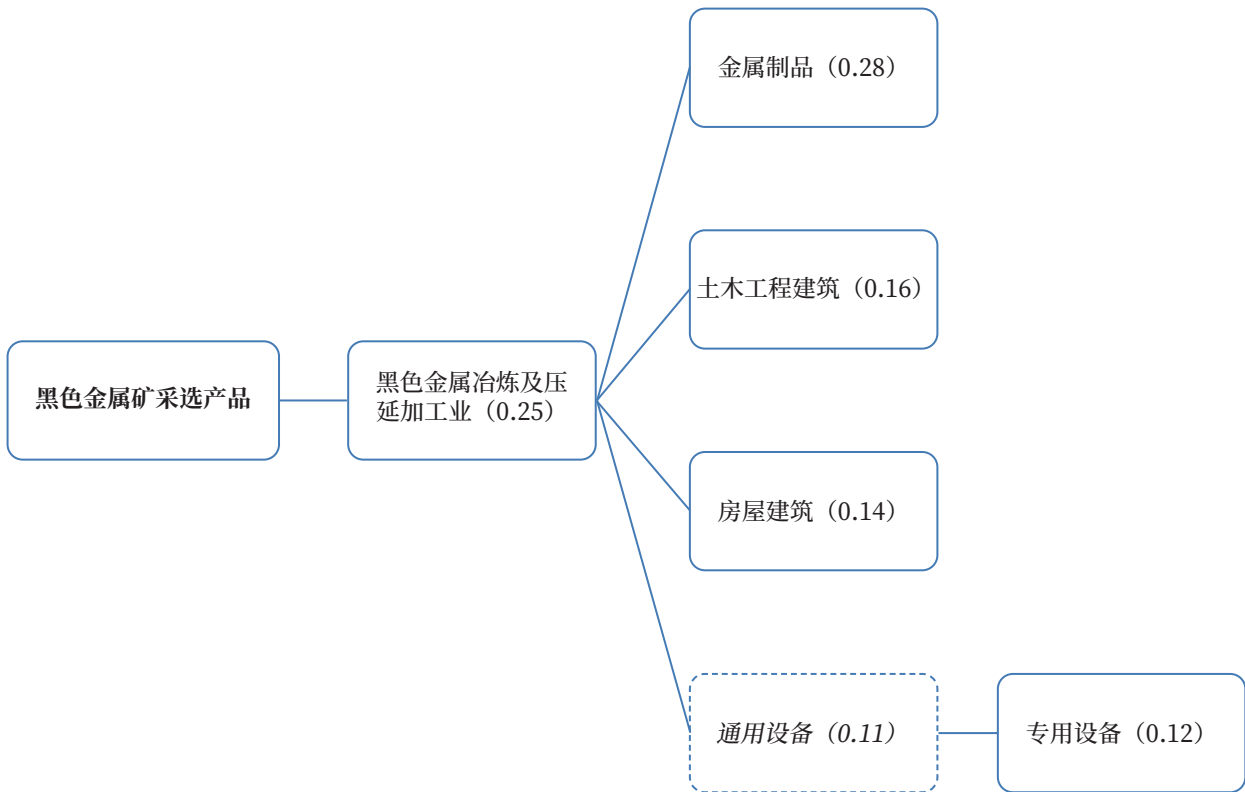 金属制品（0.28）
土木工程建筑（0.16）
黑色金属矿采选产品
黑色金属冶炼及压
延加工业（0.25）
房屋建筑（0.14）
通用设备（0.11）
专用设备（0.12）